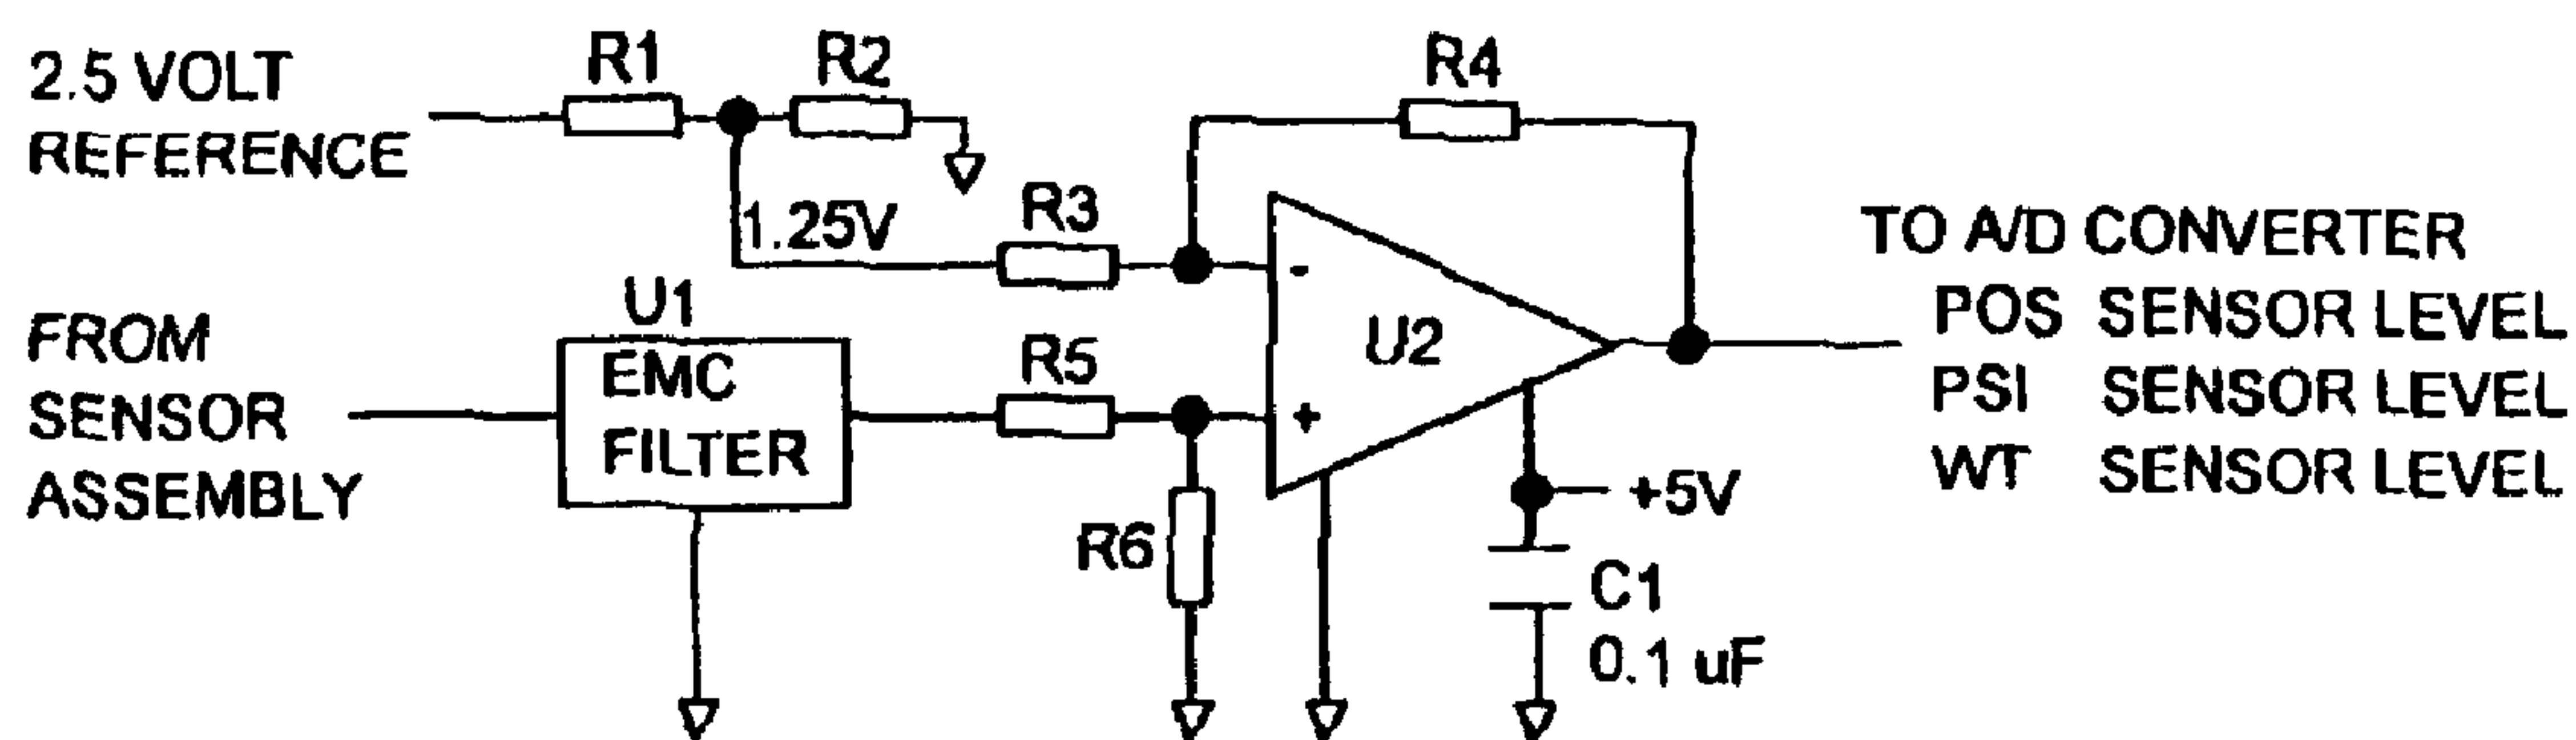 2.5 VOLT
REFERENCE
R1
R2
R4
1.25V
R3
FROM
SENSOR
ASSEMBLY
U1
EMC
FILTER
R5
R6
-
+
U2
+5V
C1
0.1 uF
TO A/D CONVERTER
POS SENSOR LEVEL
PSI SENSOR LEVEL
WT SENSOR LEVEL